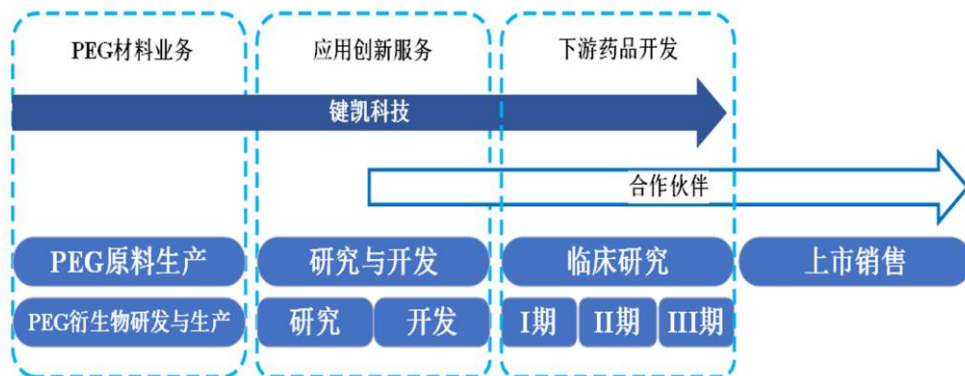 PEG材料业务
应用创新服务
下游药品开发
键凯科技
合作伙伴
PEG原料生产
研究与开发
临床研究
上市销售
PEG衍生物研发与生产
研究
开发
I期
II期
III期